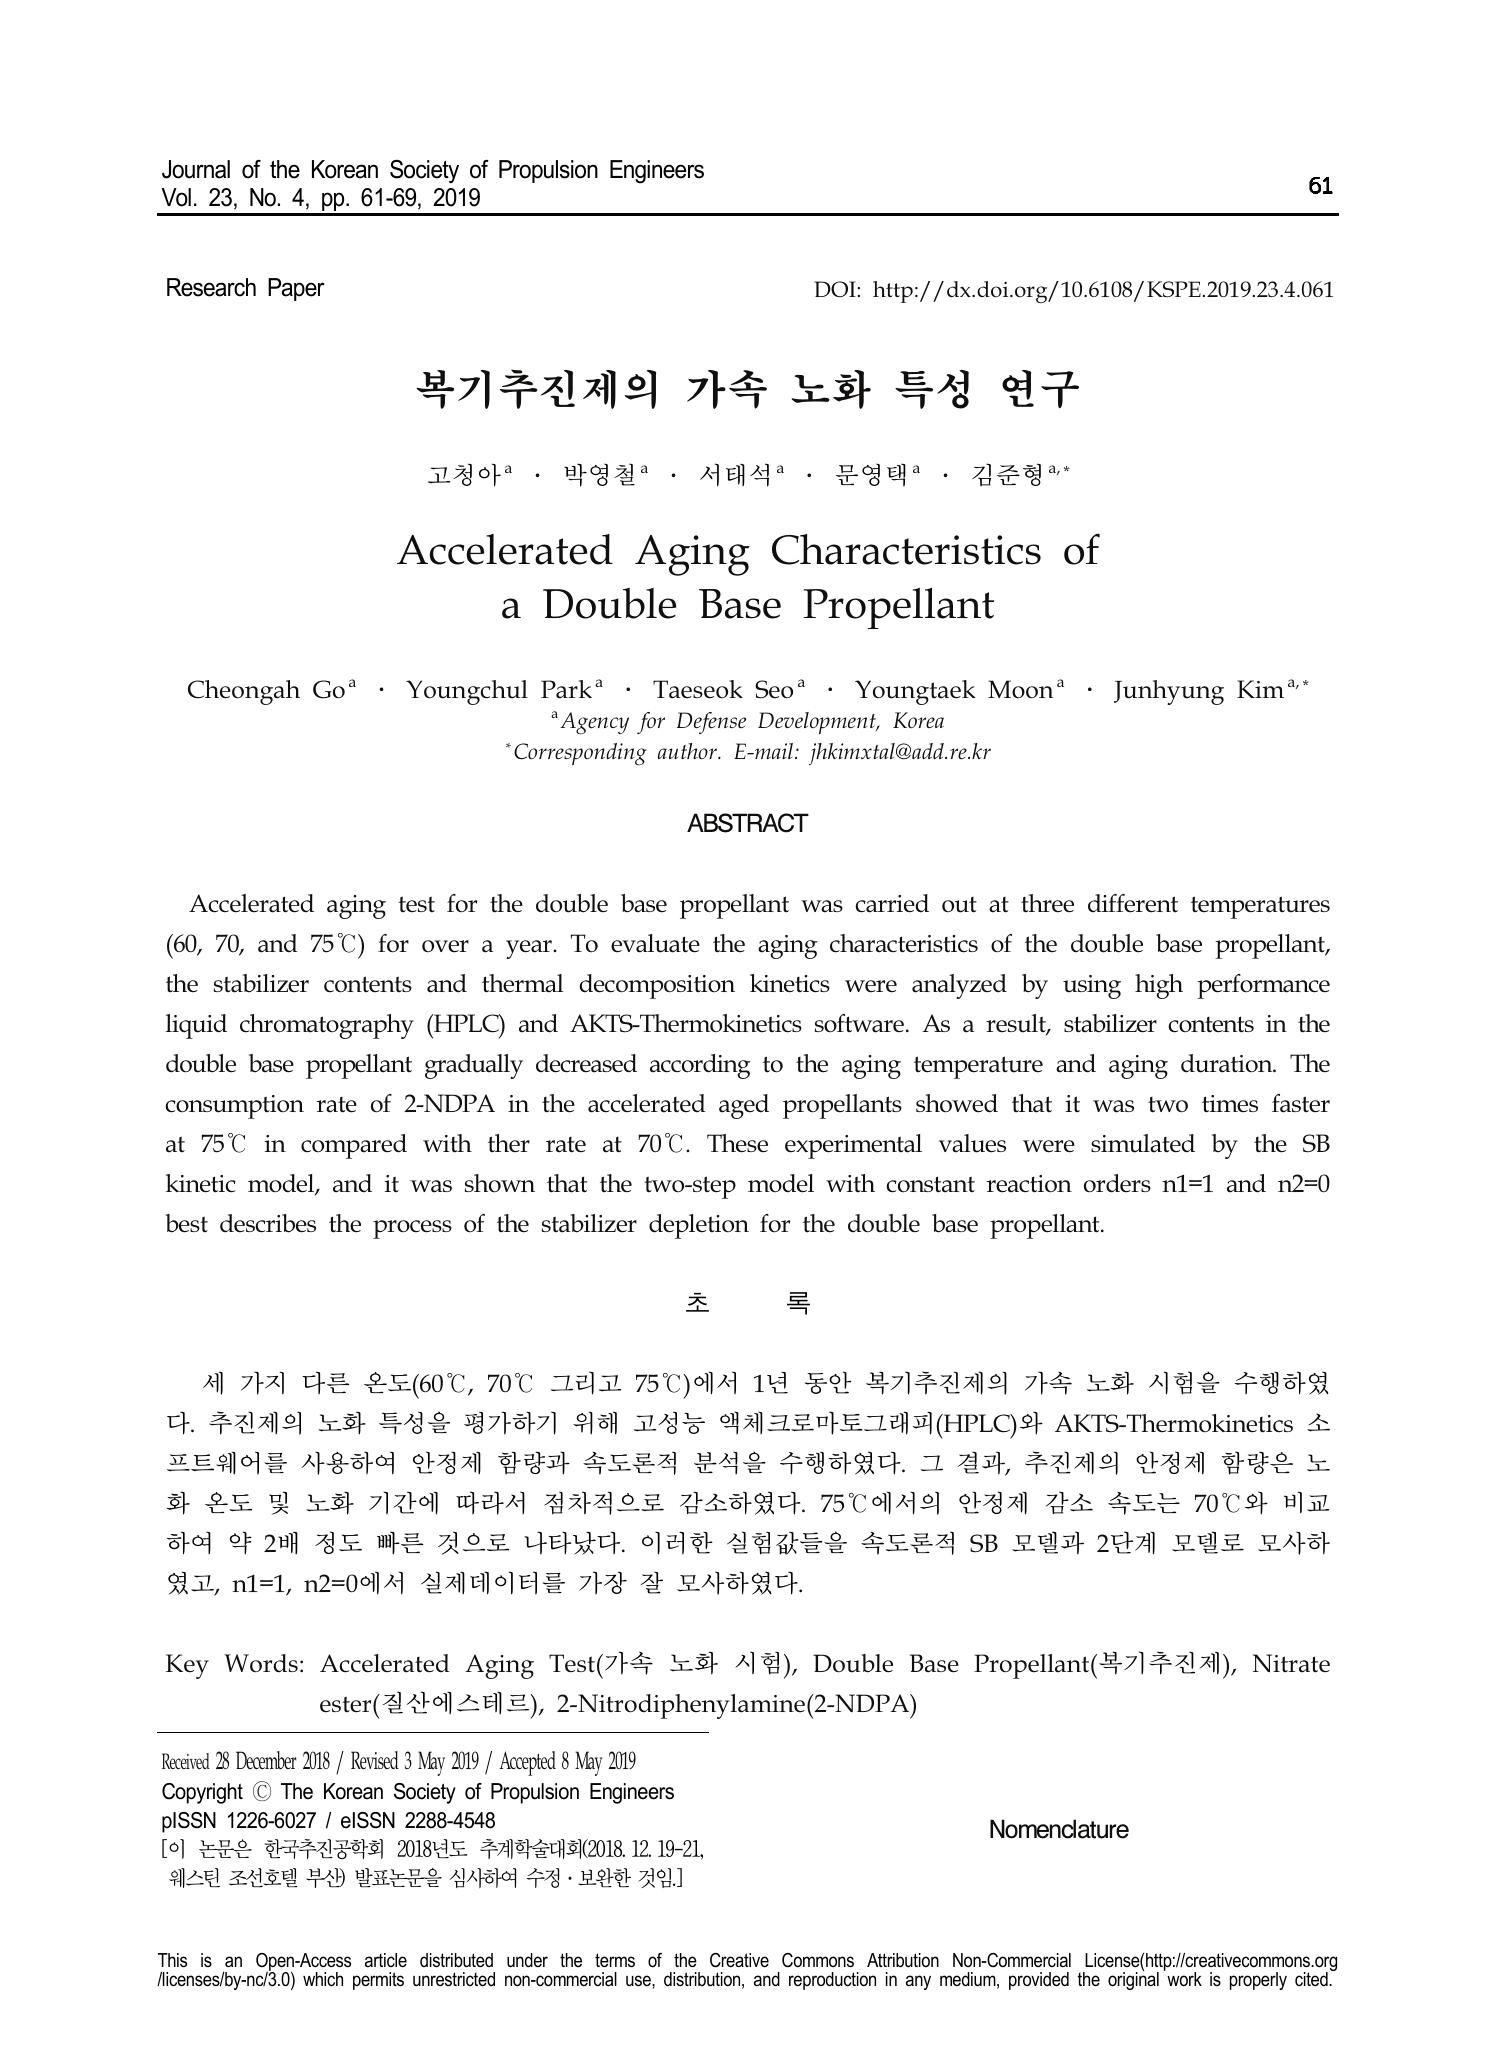 Journal of the Korean Society of Propulsion Engineers
Vol. 23, No. 4, pp. 61-69, 2019
61
Research Paper
DOI: http://dx.doi.org/10.6108/KSPE.2019.23.4.061
복기추진제의 가속 노화 특성 연구
고청아ᵃ · 박영철ᵃ · 서태석ᵃ · 문영택ᵃ · 김준형ᵃ,*
Accelerated Aging Characteristics of
a Double Base Propellant
Cheongah Goᵃ · Youngchul Parkᵃ · Taeseok Seoᵃ · Youngtaek Moonᵃ · Junhyung Kimᵃ,*
ᵃAgency for Defense Development, Korea
*Corresponding author. E-mail: jhkimxtal@add.re.kr
ABSTRACT
Accelerated aging test for the double base propellant was carried out at three different temperatures
(60, 70, and 75℃) for over a year. To evaluate the aging characteristics of the double base propellant,
the stabilizer contents and thermal decomposition kinetics were analyzed by using high performance
liquid chromatography (HPLC) and AKTS-Thermokinetics software. As a result, stabilizer contents in the
double base propellant gradually decreased according to the aging temperature and aging duration. The
consumption rate of 2-NDPA in the accelerated aged propellants showed that it was two times faster
at 75℃ in compared with ther rate at 70℃. These experimental values were simulated by the SB
kinetic model, and it was shown that the two-step model with constant reaction orders n1=1 and n2=0
best describes the process of the stabilizer depletion for the double base propellant.
초 록
세 가지 다른 온도(60℃, 70℃ 그리고 75℃)에서 1년 동안 복기추진제의 가속 노화 시험을 수행하였
다. 추진제의 노화 특성을 평가하기 위해 고성능 액체크로마토그래피(HPLC)와 AKTS-Thermokinetics 소
프트웨어를 사용하여 안정제 함량과 속도론적 분석을 수행하였다. 그 결과, 추진제의 안정제 함량은 노
화 온도 및 노화 기간에 따라서 점차적으로 감소하였다. 75℃에서의 안정제 감소 속도는 70℃와 비교
하여 약 2배 정도 빠른 것으로 나타났다. 이러한 실험값들을 속도론적 SB 모델과 2단계 모델로 모사하
였고, n1=1, n2=0에서 실제데이터를 가장 잘 모사하였다.
Key Words: Accelerated Aging Test(가속 노화 시험), Double Base Propellant(복기추진제), Nitrate
ester(질산에스테르), 2-Nitrodiphenylamine(2-NDPA)
Received 28 December 2018 / Revised 3 May 2019 / Accepted 8 May 2019
Copyright Ⓒ The Korean Society of Propulsion Engineers
pISSN 1226-6027 / eISSN 2288-4548
[이 논문은 한국추진공학회 2018년도 추계학술대회(2018. 12. 19-21,
웨스틴 조선호텔 부산) 발표논문을 심사하여 수정·보완한 것임.]
Nomenclature
This is an Open-Access article distributed under the terms of the Creative Commons Attribution Non-Commercial License(http://creativecommons.org
/licenses/by-nc/3.0) which permits unrestricted non-commercial use, distribution, and reproduction in any medium, provided the original work is properly cited.